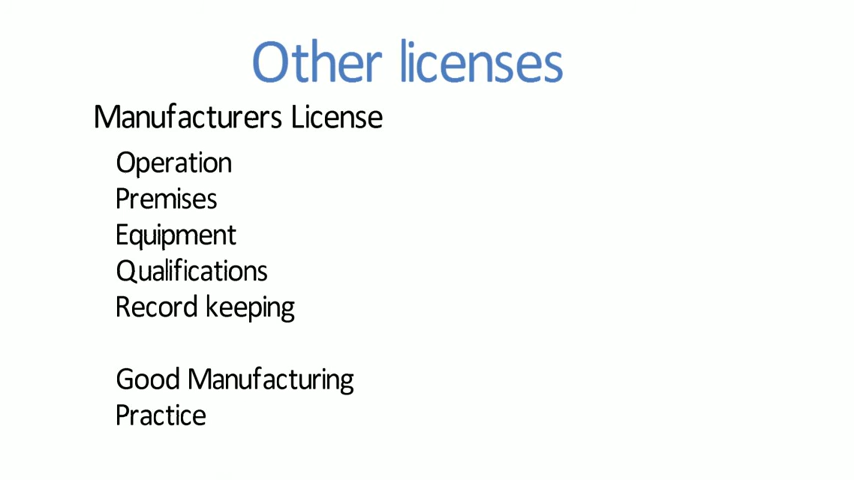 Other licenses
Manufacturers License
Operation
Premises
Equipment
Qualifications
Record keeping
Good Manufacturing
Practice